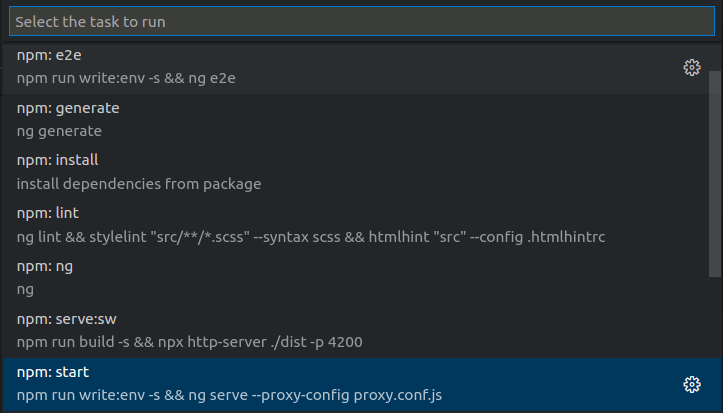 Select the task to run
npm: e2e
npm run write:env -s && ng e2e
npm: generate
ng generate
npm: install
install dependencies from package
npm: lint
ng lint && stylelint "src/**/*.scss" --syntax scss && htmlhint "src" --config .htmlhintrc
npm: ng
ng
npm: serve:sw
npm run build -s && npx http-server ./dist -p 4200
npm: start
npm run write:env -s && ng serve --proxy-config proxy.conf.js